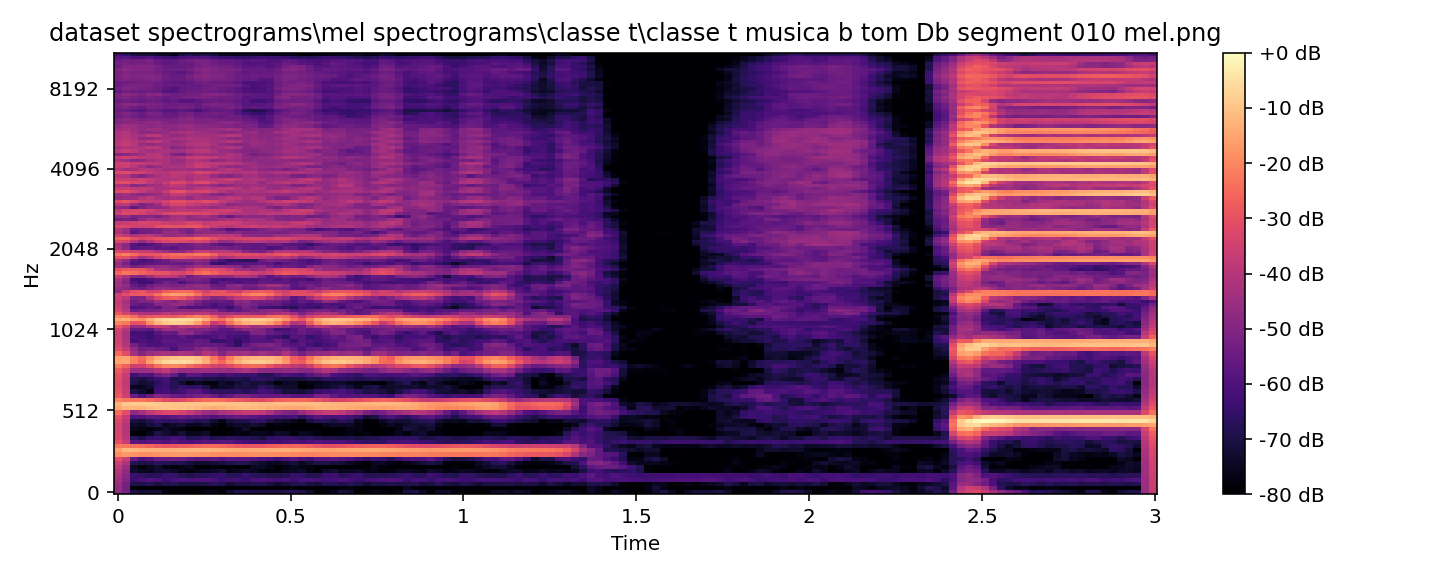 dataset spectrograms\mel spectrograms\classe t\classe t musica b tom Db segment 010 mel.png
+0 dB
8192
-10 dB
4096
-20 dB
-30 dB
2048
Hz
-40 dB
1024
-50 dB
512
-60 dB
-70 dB
0
-80 dB
0 0.5 1 1.5 2 2.5 3
Time